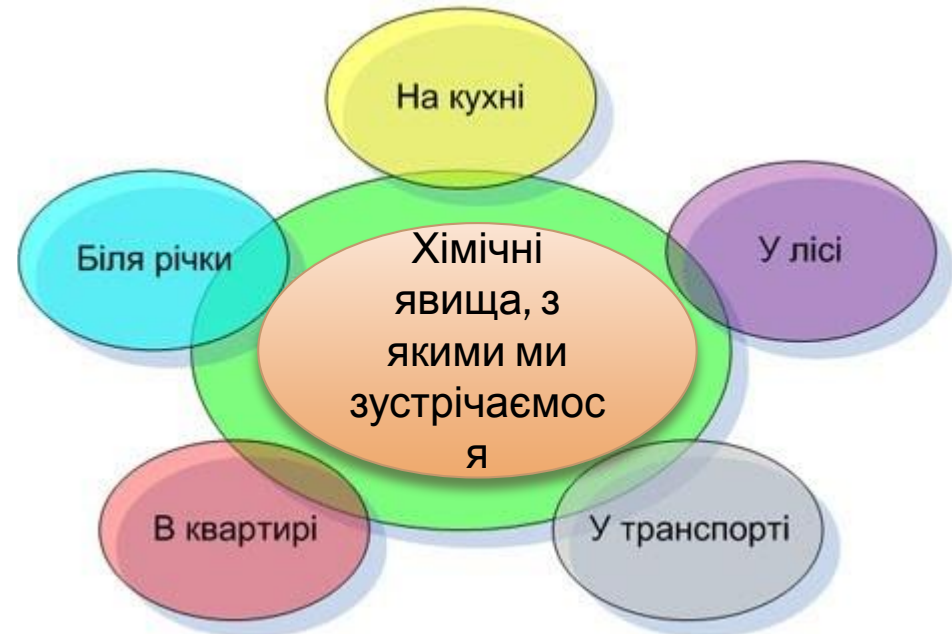 На кухні
Біля річки
У лісі
Хімічні
явища, з
якими ми
зустрічаємос
я
В квартирі
У транспорті